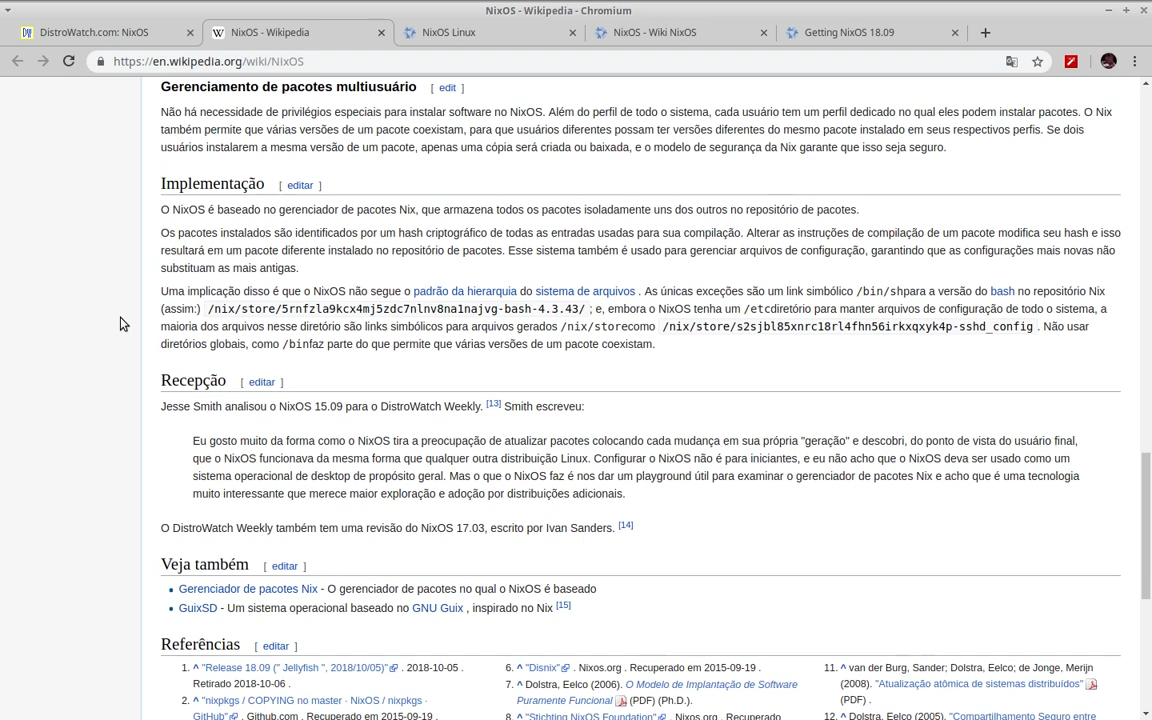 NixOS - Wikipedia - Chromium
DistroWatch.com: NixOS
NixOS - Wikipedia
NixOS Linux
NixOS - Wiki NixOS
Getting NixOS 18.09
https://en.wikipedia.org/wiki/NixOS
Gerenciamento de pacotes multiusuário [ edit ]
Não há necessidade de privilégios especiais para instalar software no NixOS. Além do perfil de todo o sistema, cada usuário tem um perfil dedicado no qual eles podem instalar pacotes. O Nix
também permite que várias versões de um pacote coexistam, para que usuários diferentes possam ter versões diferentes do mesmo pacote instalado em seus respectivos perfis. Se dois
usuários instalarem a mesma versão de um pacote, apenas uma cópia será criada ou baixada, e o modelo de segurança da Nix garante que isso seja seguro.
Implementação [ editar ]
O NixOS é baseado no gerenciador de pacotes Nix, que armazena todos os pacotes isoladamente uns dos outros no repositório de pacotes.
Os pacotes instalados são identificados por um hash criptográfico de todas as entradas usadas para sua compilação. Alterar as instruções de compilação de um pacote modifica seu hash e isso
resultará em um pacote diferente instalado no repositório de pacotes. Esse sistema também é usado para gerenciar arquivos de configuração, garantindo que as configurações mais novas não
substituam as mais antigas.
Uma implicação disso é que o NixOS não segue o padrão da hierarquia do sistema de arquivos . As únicas exceções são um link simbólico /bin/shpara a versão do bash no repositório Nix
(assim:) /nix/store/5rnfzla9kcx4mj5zdc7nlnv8na1najvg-bash-4.3.43/ ; e, embora o NixOS tenha um /etcdiretório para manter arquivos de configuração de todo o sistema, a
maioria dos arquivos nesse diretório são links simbólicos para arquivos gerados /nix/storecomo /nix/store/s2sjbl85xnrc18rl4fhn56irkxqxyk4p-sshd_config . Não usar
diretórios globais, como /binfaz parte do que permite que várias versões de um pacote coexistam.
Recepção [ editar ]
Jesse Smith analisou o NixOS 15.09 para o DistroWatch Weekly. [13] Smith escreveu:
Eu gosto muito da forma como o NixOS tira a preocupação de atualizar pacotes colocando cada mudança em sua própria "geração" e descobri, do ponto de vista do usuário final,
que o NixOS funcionava da mesma forma que qualquer outra distribuição Linux. Configurar o NixOS não é para iniciantes, e eu não acho que o NixOS deva ser usado como um
sistema operacional de desktop de propósito geral. Mas o que o NixOS faz é nos dar um playground útil para examinar o gerenciador de pacotes Nix e acho que é uma tecnologia
muito interessante que merece maior exploração e adoção por distribuições adicionais.
O DistroWatch Weekly também tem uma revisão do NixOS 17.03, escrito por Ivan Sanders. [14]
Veja também [ editar ]
Gerenciador de pacotes Nix - O gerenciador de pacotes no qual o NixOS é baseado
GuixSD - Um sistema operacional baseado no GNU Guix , inspirado no Nix [15]
Referências [ editar ]
1. ^ "Release 18.09 (" Jellyfish ", 2018/10/05)" . 2018-10-05 .
Retirado 2018-10-06 .
2. ^ "nixpkgs / COPYING no master · NixOS / nixpkgs ·
GitHub" . Github.com . Recuperado em 2015-09-19 .
6. ^ "Disnix" . Nixos.org . Recuperado em 2015-09-19 .
7. ^ Dolstra, Eelco (2006). O Modelo de Implantação de Software
Puramente Funcional (PDF) (Ph.D.).
8. ^ "Stichting NixOS Foundation" . Nixos.org . Recuperado
11. ^ van der Burg, Sander; Dolstra, Eelco; de Jonge, Merijn
(2008). "Atualização atômica de sistemas distribuídos"
(PDF) .
12. ^ Dolstra, Eelco (2005). "Compartilhamento Seguro entre